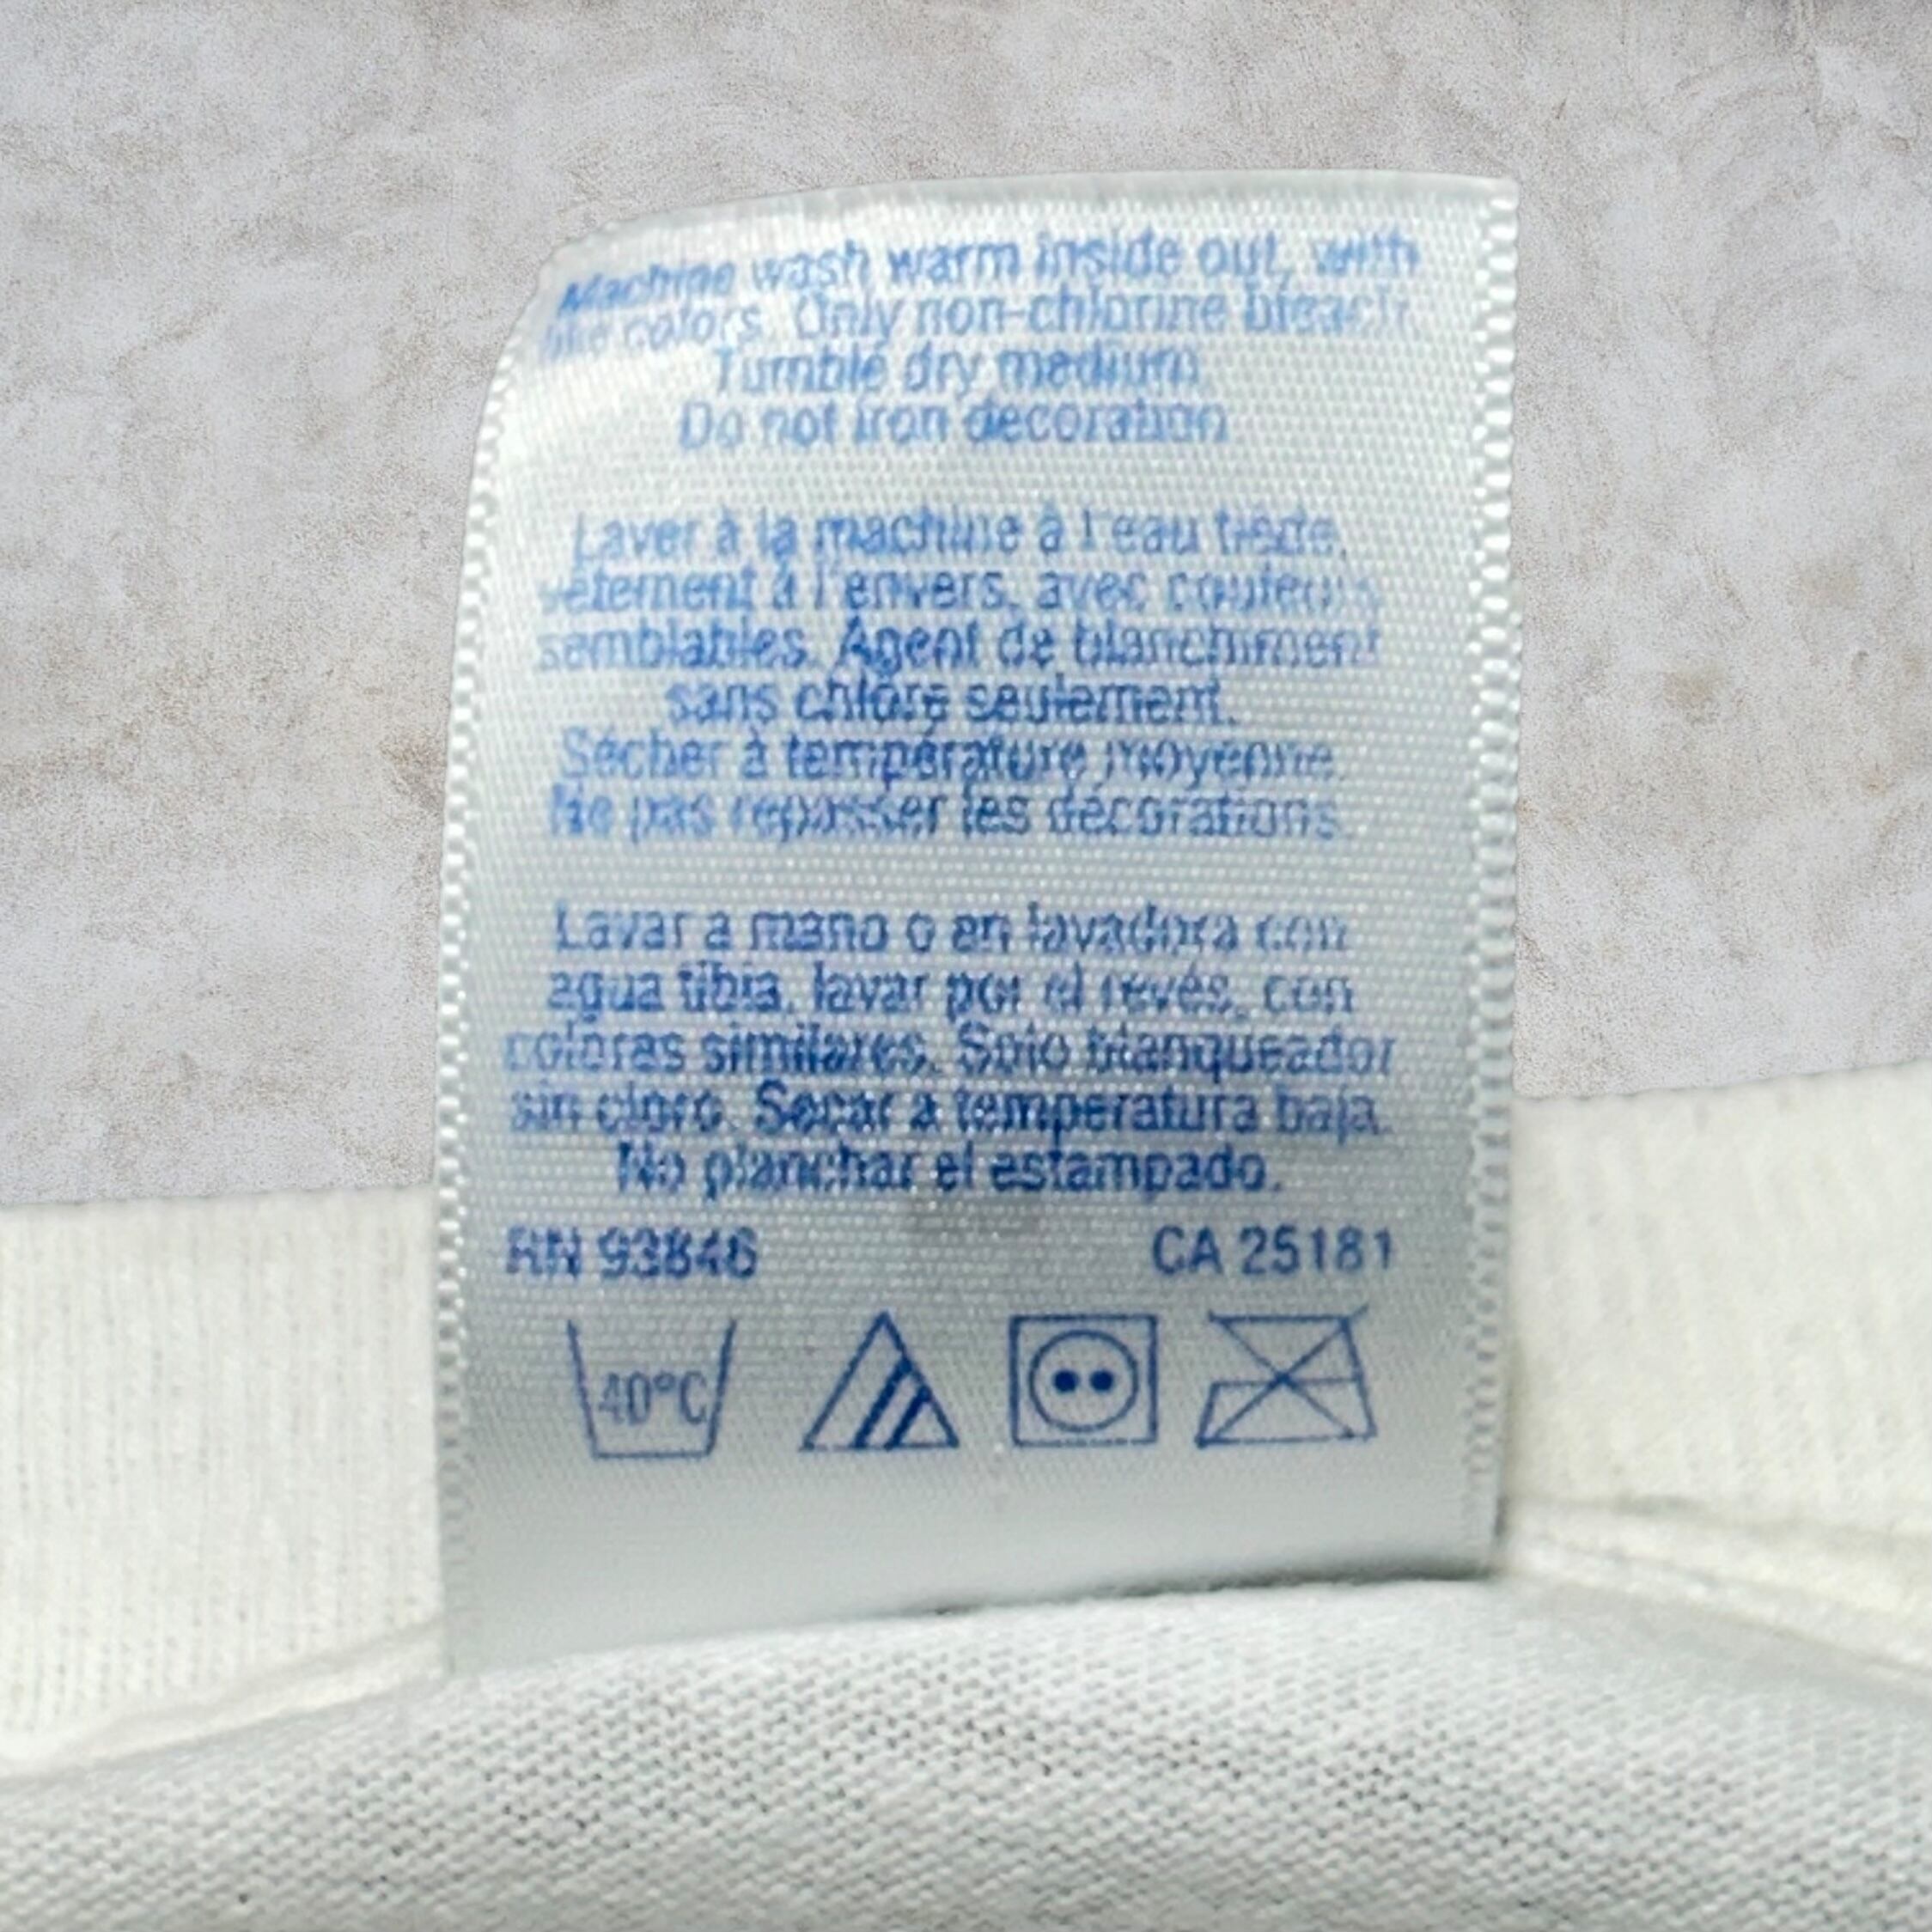 Machine wash warm inside out, with
like colors. Only non-chlorine bleach
Tumble dry medium
Do not iron decoration
Laver à la machine à l'eau tiède,
vêtement à l'envers, avec couleurs
semblables. Agent de blanchiment
sans chlore seulement.
Sécher à température moyenne.
Ne pas repasser les décorations.
Lavar a mano o en lavadora con
agua tibia, lavar por el revés, con
colores similares. Solo blanqueador
sin cloro. Secar a temperatura baja.
No planchar el estampado.
RN 93846 CA 25181
40°C